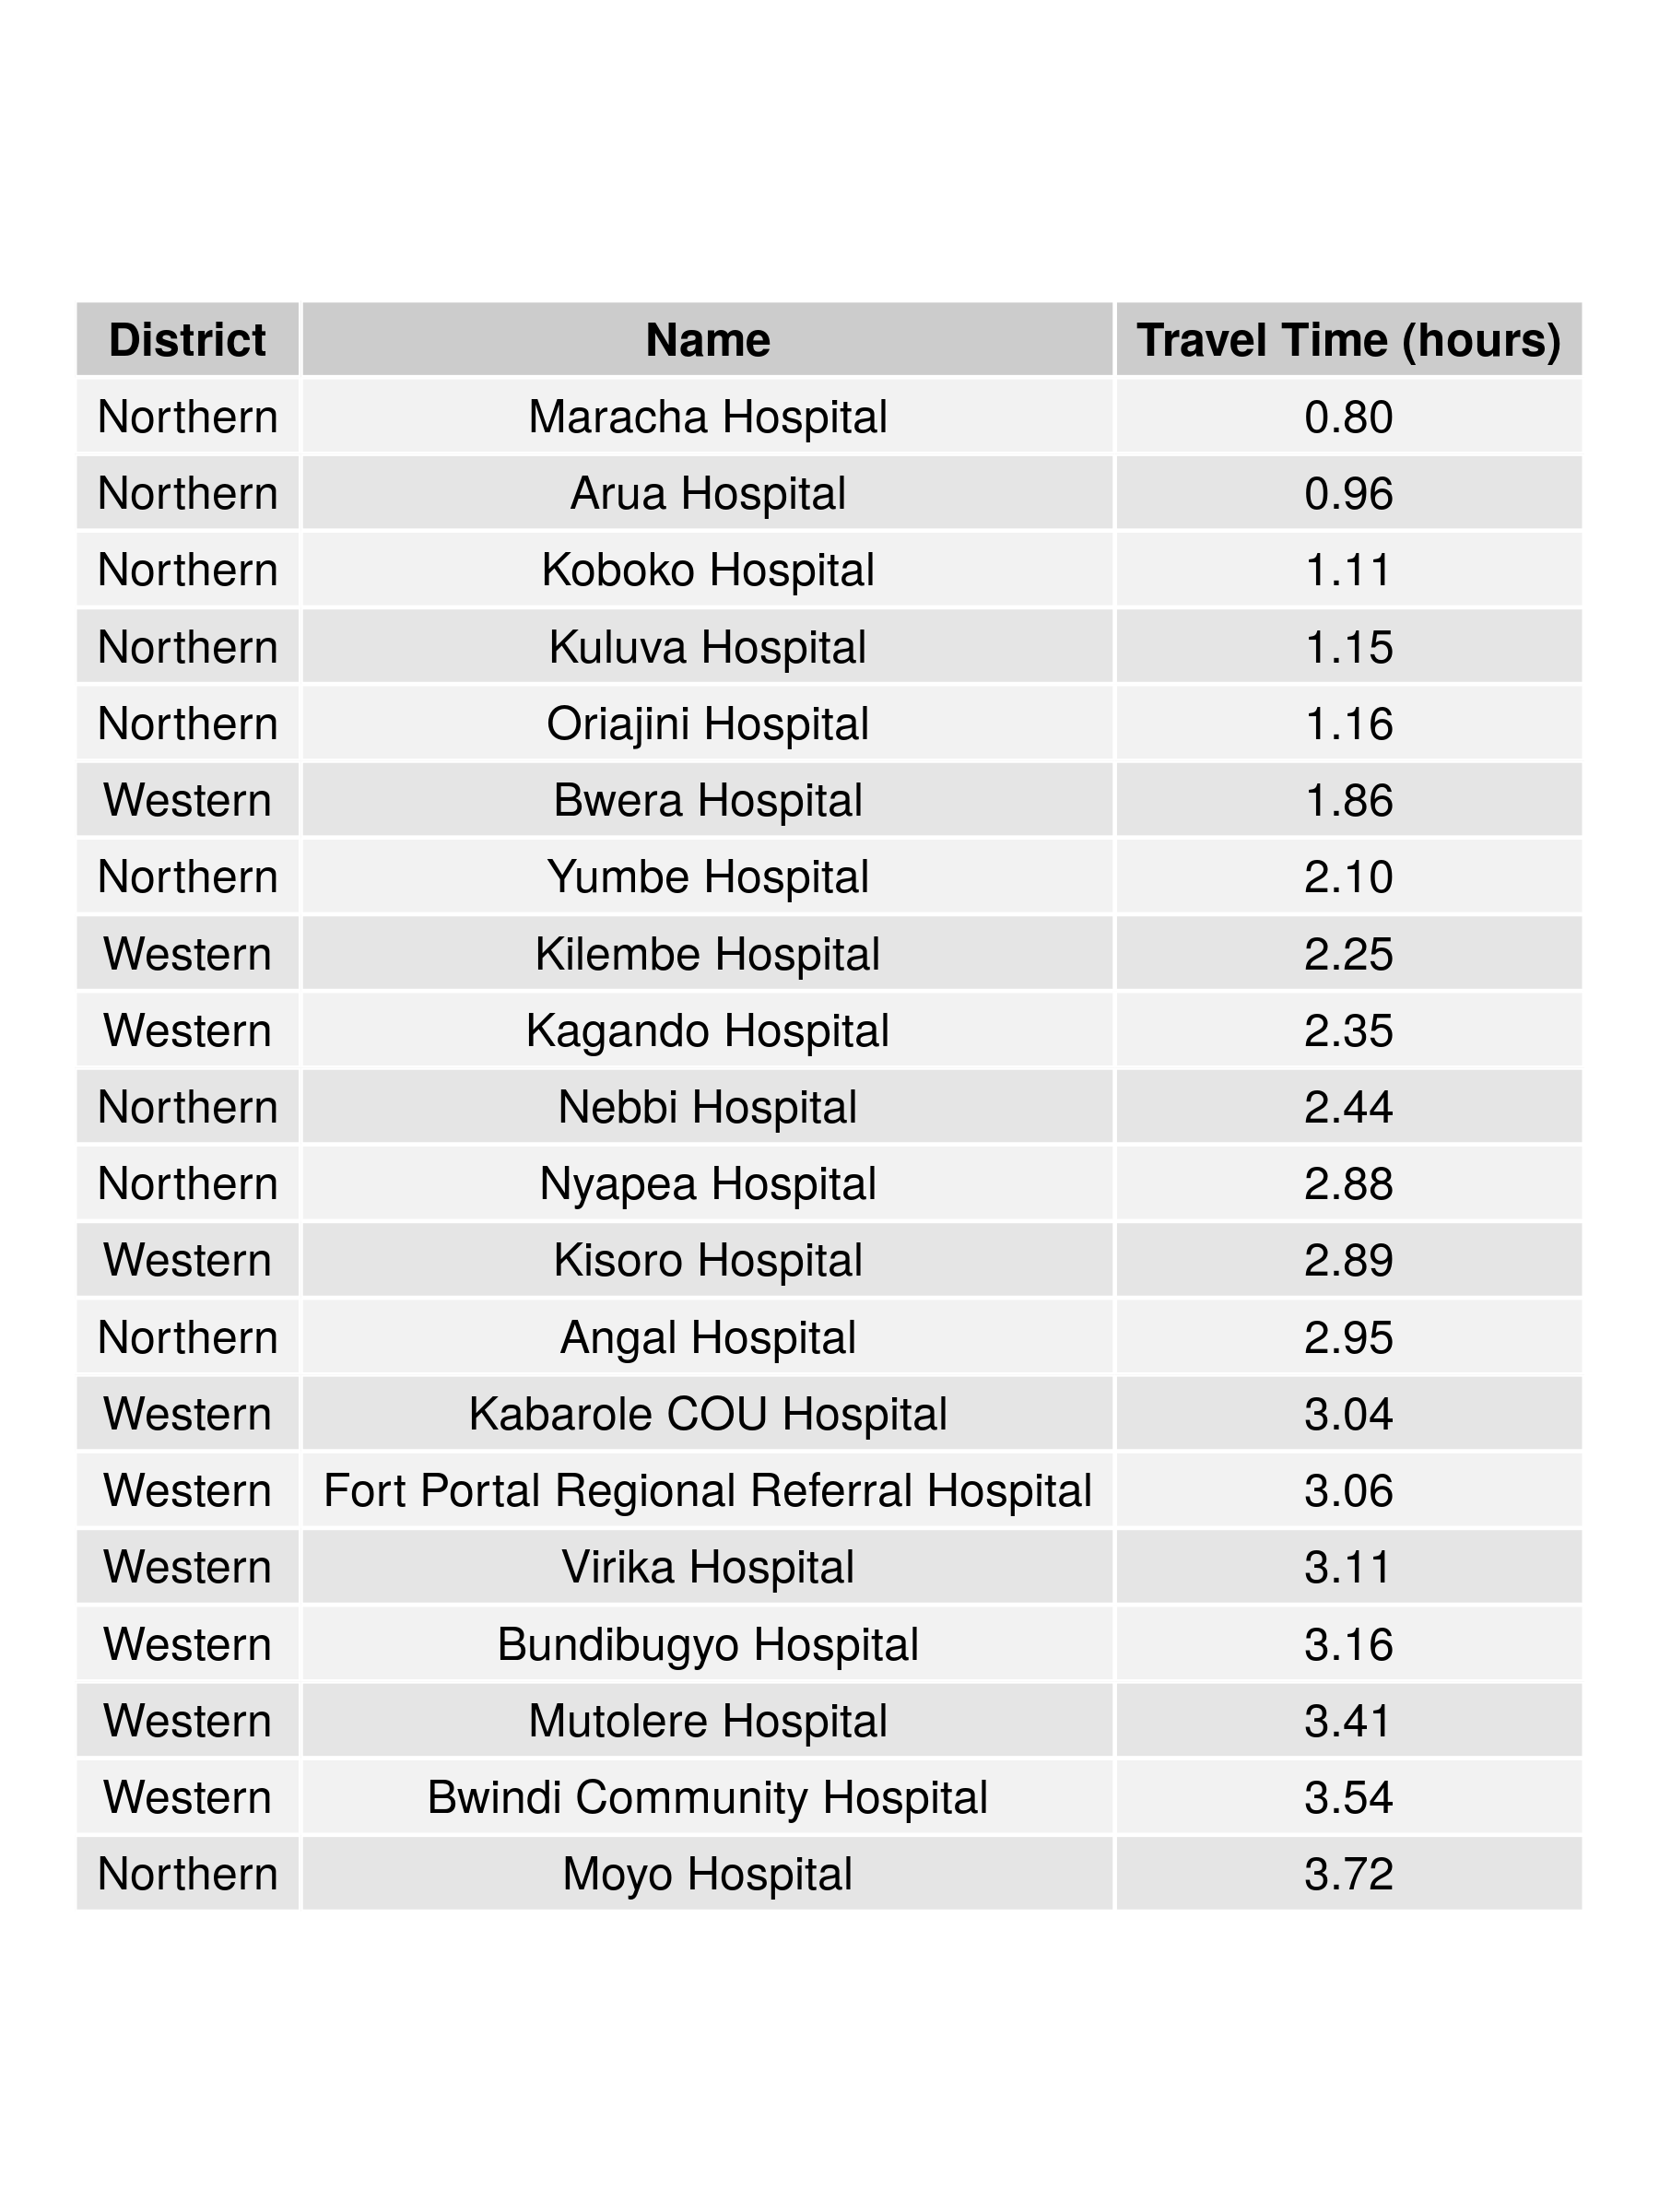 District Name Travel Time (hours)
Northern Maracha Hospital 0.80
Northern Arua Hospital 0.96
Northern Koboko Hospital 1.11
Northern Kuluva Hospital 1.15
Northern Oriajini Hospital 1.16
Western Bwera Hospital 1.86
Northern Yumbe Hospital 2.10
Western Kilembe Hospital 2.25
Western Kagando Hospital 2.35
Northern Nebbi Hospital 2.44
Northern Nyapea Hospital 2.88
Western Kisoro Hospital 2.89
Northern Angal Hospital 2.95
Western Kabarole COU Hospital 3.04
Western Fort Portal Regional Referral Hospital 3.06
Western Virika Hospital 3.11
Western Bundibugyo Hospital 3.16
Western Mutolere Hospital 3.41
Western Bwindi Community Hospital 3.54
Northern Moyo Hospital 3.72